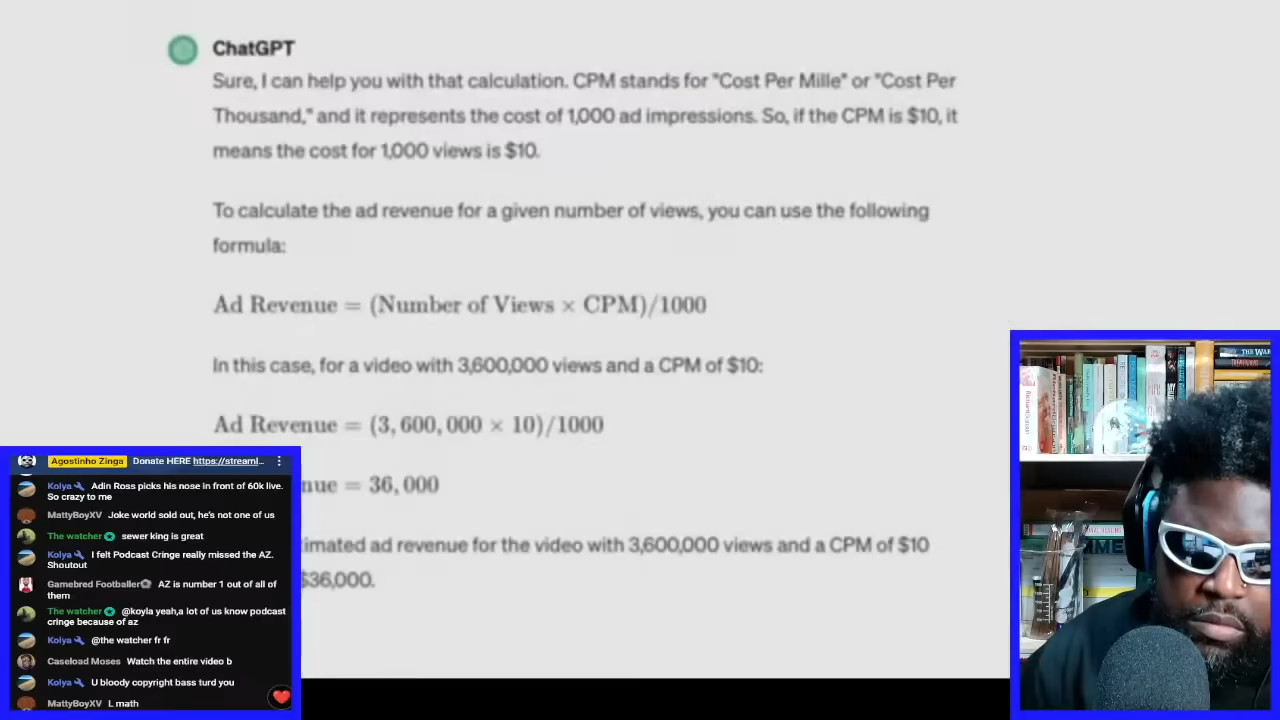 ChatGPT
Sure, I can help you with that calculation. CPM stands for "Cost Per Mille" or "Cost Per
Thousand," and it represents the cost of 1,000 ad impressions. So, if the CPM is $10, it
means the cost for 1,000 views is $10.
To calculate the ad revenue for a given number of views, you can use the following
formula:
Ad Revenue = (Number of Views × CPM)/1000
In this case, for a video with 3,600,000 views and a CPM of $10:
Ad Revenue = (3,600,000 × 10)/1000
nue = 36,000
imated ad revenue for the video with 3,600,000 views and a CPM of $10
$36,000.
Agostinho Zinga Donate HERE https://streaml...
Koiya Adin Ross picks his nose in front of 60k live.
So crazy to me
MattyBoyXV Joke world sold out, he's not one of us
The watcher sewer king is great
Koiya I felt Podcast Cringe really missed the AZ.
Shoutout
Gamebred Footballer AZ is number 1 out of all of
them
The watcher @koyla yeah,a lot of us know podcast
cringe because of az
Koiya @the watcher fr fr
Caseload Moses Watch the entire video b
Koiya U bloody copyright bass turd you
MattyBoyXV L math
THE WAR